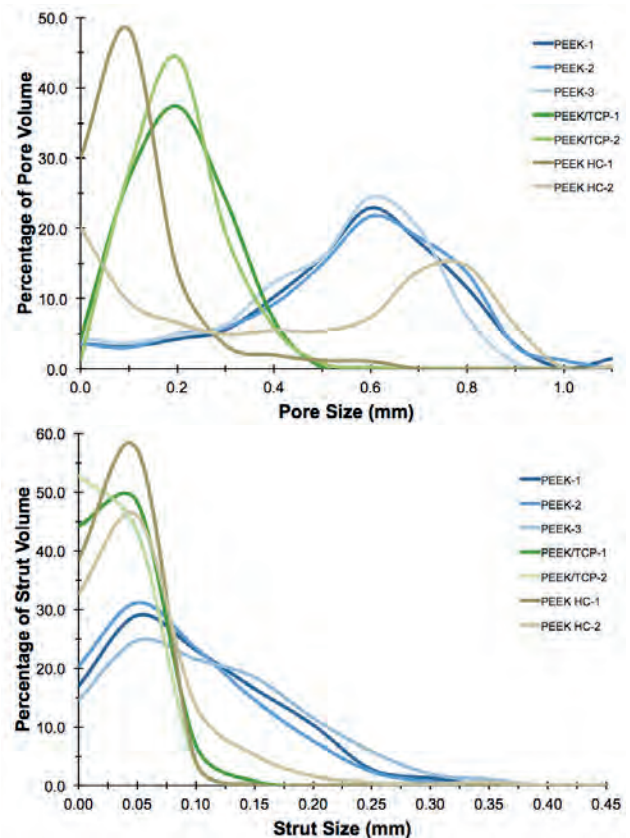 50.0
40.0
30.0
20.0
10.0
0.0
Percentage of Pore Volume
PEEK-1
PEEK-2
PEEK-3
PEEK/TCP-1
PEEK/TCP-2
PEEK HC-1
PEEK HC-2
0.0 0.2 0.4 0.6 0.8 1.0
Pore Size (mm)
60.0
50.0
40.0
30.0
20.0
10.0
0.0
Percentage of Strut Volume
PEEK-1
PEEK-2
PEEK-3
PEEK/TCP-1
PEEK/TCP-2
PEEK HC-1
PEEK HC-2
0.00 0.05 0.10 0.15 0.20 0.25 0.30 0.35 0.40 0.45
Strut Size (mm)